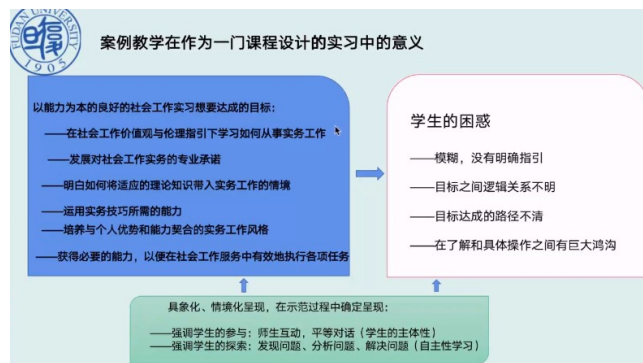 FUDAN UNIVERSITY
1905
案例教学在作为一门课程设计的实习中的意义
以能力为本的良好的社会工作实习想要达成的目标：
——在社会工作价值观与伦理指引下学习如何从事实务工作
——发展对社会工作实务的专业承诺
——明白如何将适应的理论知识带入实务工作的情境
——运用实务技巧所需的能力
——培养与个人优势和能力契合的实务工作风格
——获得必要的能力，以便在社会工作服务中有效地执行各项任务
学生的困惑
——模糊，没有明确指引
——目标之间逻辑关系不明
——目标达成的路径不清
——在了解和具体操作之间有巨大鸿沟
具象化、情境化呈现，在示范过程中确定呈现：
——强调学生的参与：师生互动，平等对话（学生的主体性）
——强调学生的探索：发现问题、分析问题、解决问题（自主性学习）